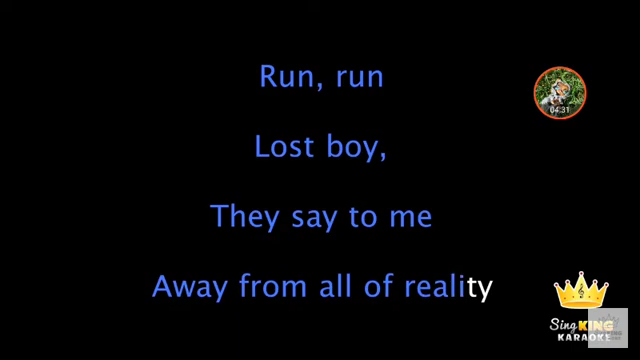 Run, run
04:31
Lost boy,
They say to me
Away from all of reality
Sing KING
KARAOKE